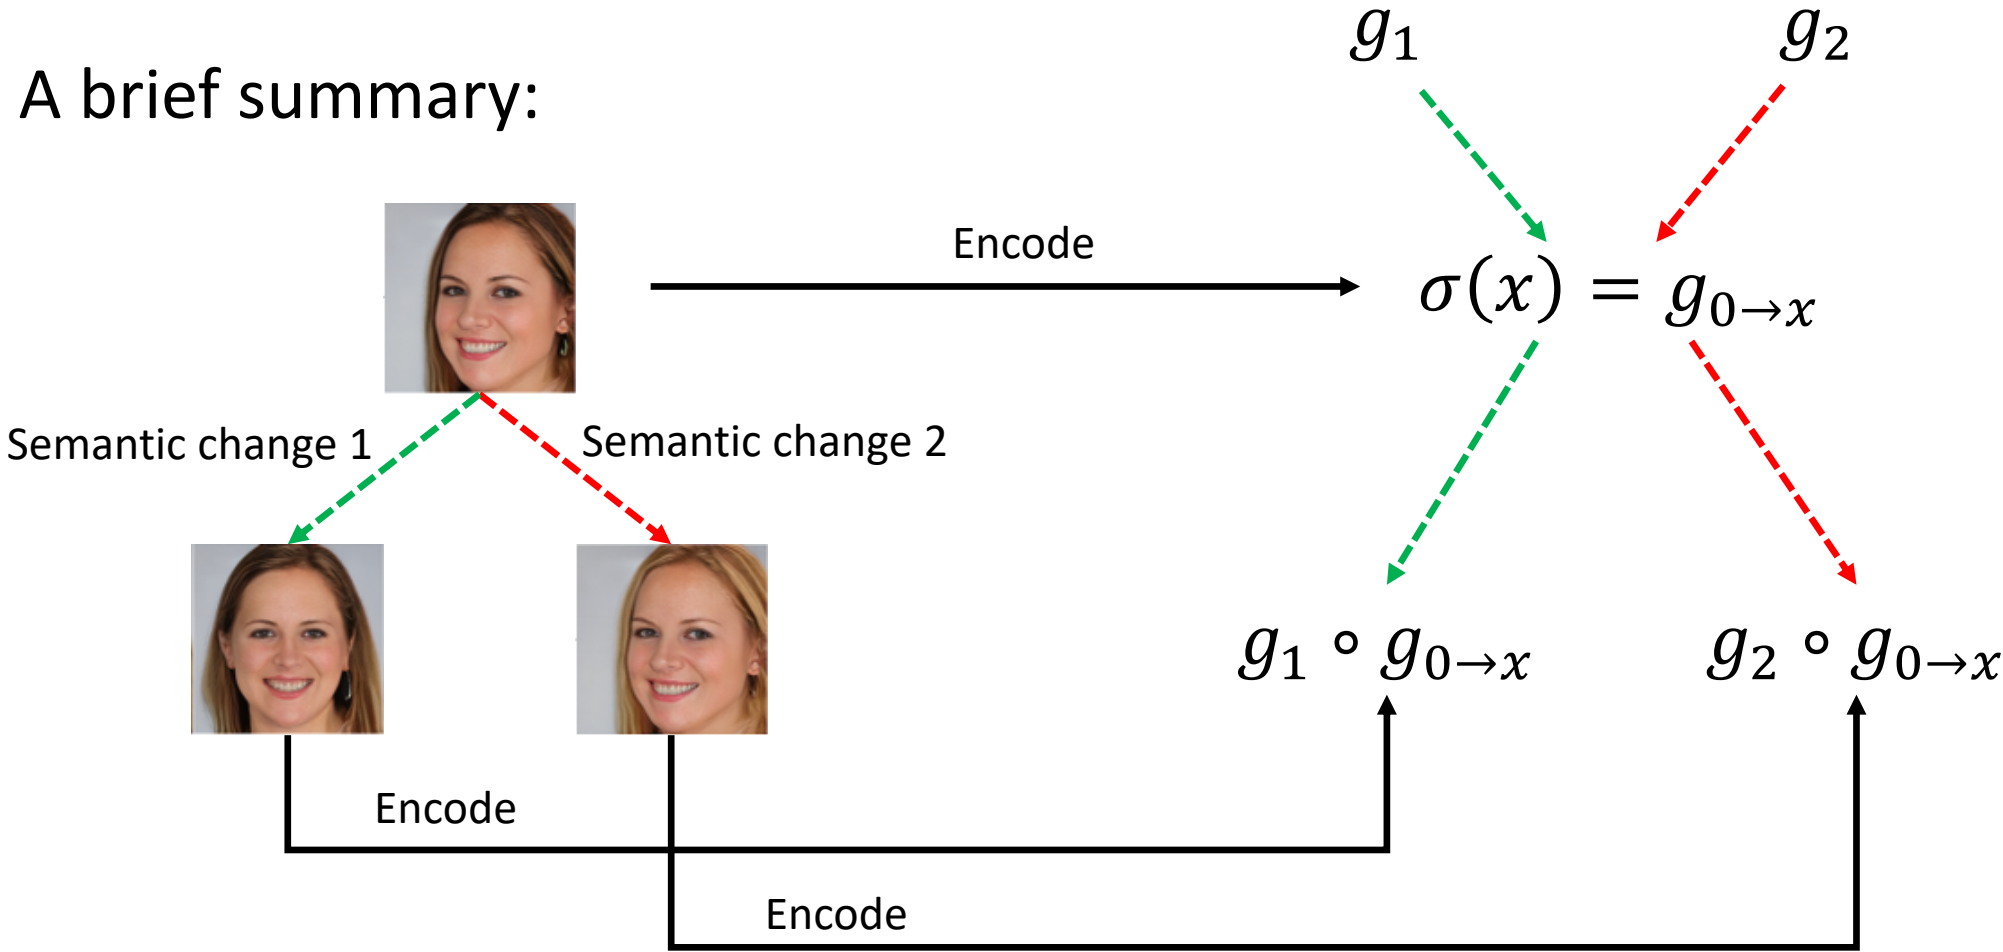 g₁ g₂
A brief summary:
Encode
σ(x) = g₀→ₓ
Semantic change 1
Semantic change 2
g₁ ∘ g₀→ₓ
g₂ ∘ g₀→ₓ
Encode
Encode